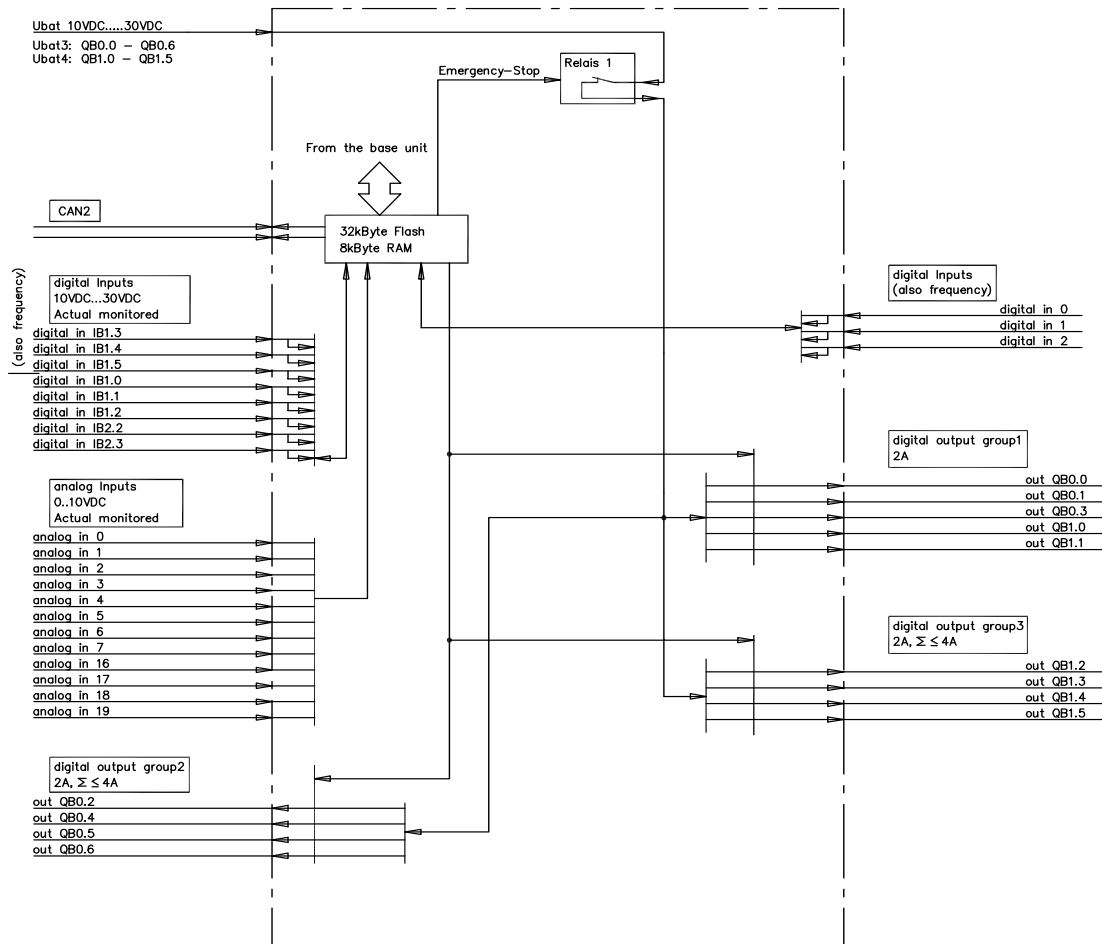 Ubat 10VDC.....30VDC
Ubat3: QB0.0 – QB0.6
Ubat4: QB1.0 – QB1.5
Relais 1
Emergency–Stop
From the base unit
CAN2
32kByte Flash
8kByte RAM
digital Inputs
10VDC...30VDC
Actual monitored
(also frequency)
digital in IB1.3
digital in IB1.4
digital in IB1.5
digital in IB1.0
digital in IB1.1
digital in IB1.2
digital in IB2.2
digital in IB2.3
digital Inputs
(also frequency)
digital in 0
digital in 1
digital in 2
analog Inputs
0..10VDC
Actual monitored
analog in 0
analog in 1
analog in 2
analog in 3
analog in 4
analog in 5
analog in 6
analog in 7
analog in 16
analog in 17
analog in 18
analog in 19
digital output group1
2A
out QB0.0
out QB0.1
out QB0.3
out QB1.0
out QB1.1
digital output group3
2A, Σ ≤ 4A
out QB1.2
out QB1.3
out QB1.4
out QB1.5
digital output group2
2A, Σ ≤ 4A
out QB0.2
out QB0.4
out QB0.5
out QB0.6